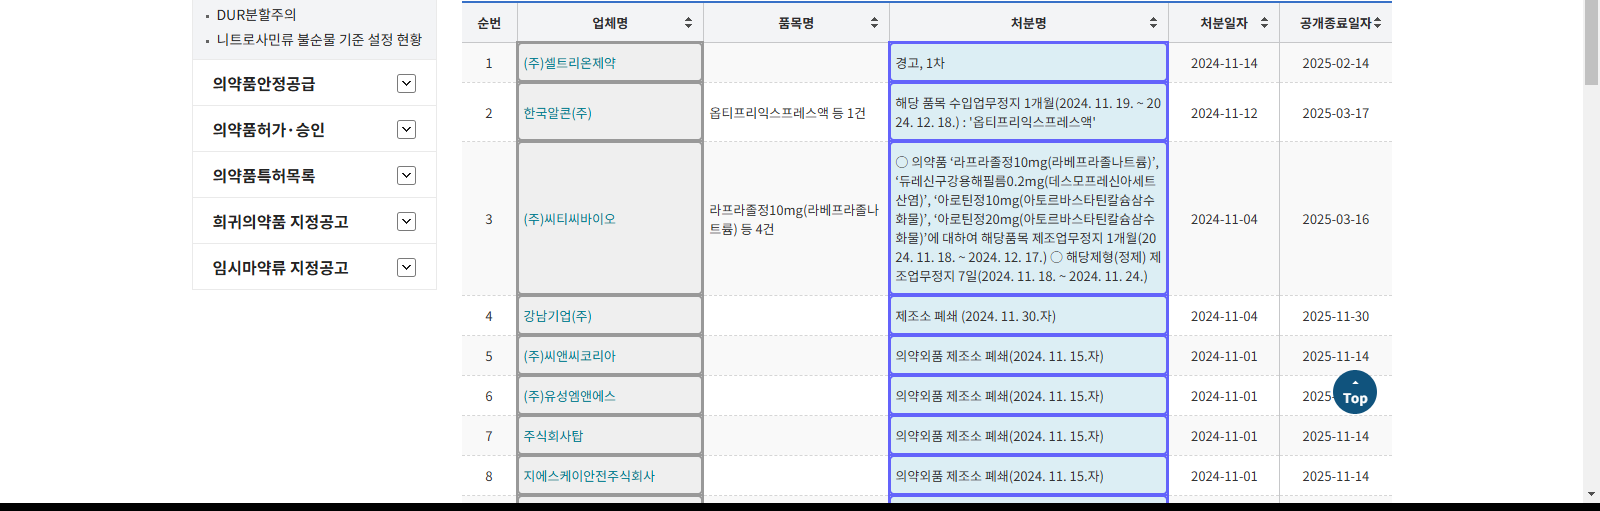 DUR분할주의
니트로사민류 불순물 기준 설정 현황
의약품안정공급
의약품허가·승인
의약품특허목록
희귀의약품 지정공고
임시마약류 지정공고
순번 업체명 품목명 처분명 처분일자 공개종료일자
1 (주)셀트리온제약 경고, 1차 2024-11-14 2025-02-14
2 한국알콘(주) 옵티프리익스프레스액 등 1건 해당 품목 수입업무정지 1개월(2024. 11. 19. ~ 20
24. 12. 18.) : '옵티프리익스프레스액' 2024-11-12 2025-03-17
3 (주)씨티씨바이오 라프라졸정10mg(라베프라졸나
트륨) 등 4건 ○ 의약품 ‘라프라졸정10mg(라베프라졸나트륨)’,
‘듀레신구강용해필름0.2mg(데스모프레신아세트
산염)’, ‘아로틴정10mg(아토르바스타틴칼슘삼수
화물)’, ‘아로틴정20mg(아토르바스타틴칼슘삼수
화물)’에 대하여 해당품목 제조업무정지 1개월(20
24. 11. 18. ~ 2024. 12. 17.) ○ 해당제형(정제) 제
조업무정지 7일(2024. 11. 18. ~ 2024. 11. 24.) 2024-11-04 2025-03-16
4 강남기업(주) 제조소 폐쇄 (2024. 11. 30.자) 2024-11-04 2025-11-30
5 (주)씨앤씨코리아 의약외품 제조소 폐쇄(2024. 11. 15.자) 2024-11-01 2025-11-14
6 (주)유성엠앤에스 의약외품 제조소 폐쇄(2024. 11. 15.자) 2024-11-01 2025-
Top
7 주식회사탑 의약외품 제조소 폐쇄(2024. 11. 15.자) 2024-11-01 2025-11-14
8 지에스케이안전주식회사 의약외품 제조소 폐쇄(2024. 11. 15.자) 2024-11-01 2025-11-14